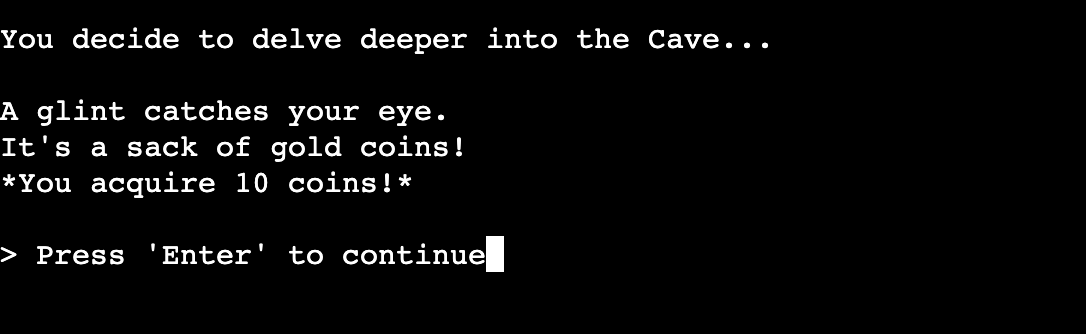 You decide to delve deeper into the Cave...
A glint catches your eye.
It's a sack of gold coins!
*You acquire 10 coins!*
> Press 'Enter' to continue